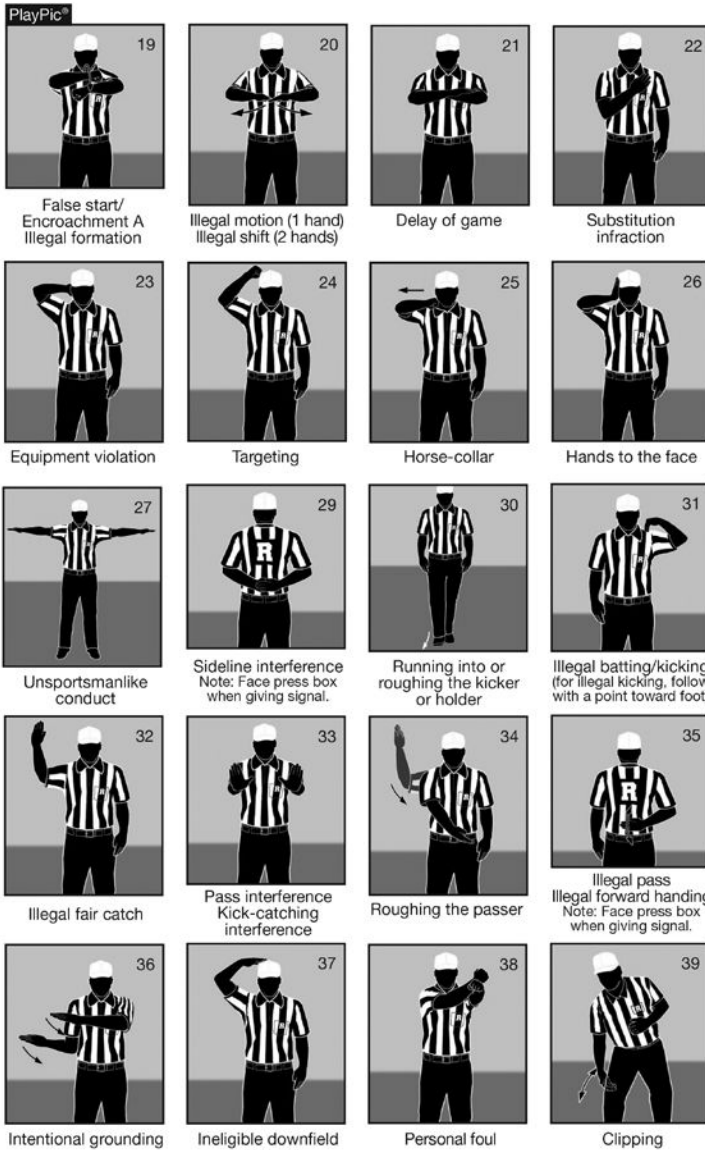 PlayPic®
19
20
21
22
False start/
Encroachment A
Illegal formation
Illegal motion (1 hand)
Illegal shift (2 hands)
Delay of game
Substitution
infraction
23
24
25
26
Equipment violation
Targeting
Horse-collar
Hands to the face
27
29
R
30
31
Unsportsmanlike
conduct
Sideline interference
Note: Face press box
when giving signal.
Running into or
roughing the kicker
or holder
Illegal batting/kicking
(for illegal kicking, follow
with a point toward foot
32
33
34
35
R
Illegal fair catch
Pass interference
Kick-catching
interference
Roughing the passer
Illegal pass
Illegal forward handing
Note: Face press box
when giving signal.
36
37
38
39
Intentional grounding
Ineligible downfield
Personal foul
Clipping